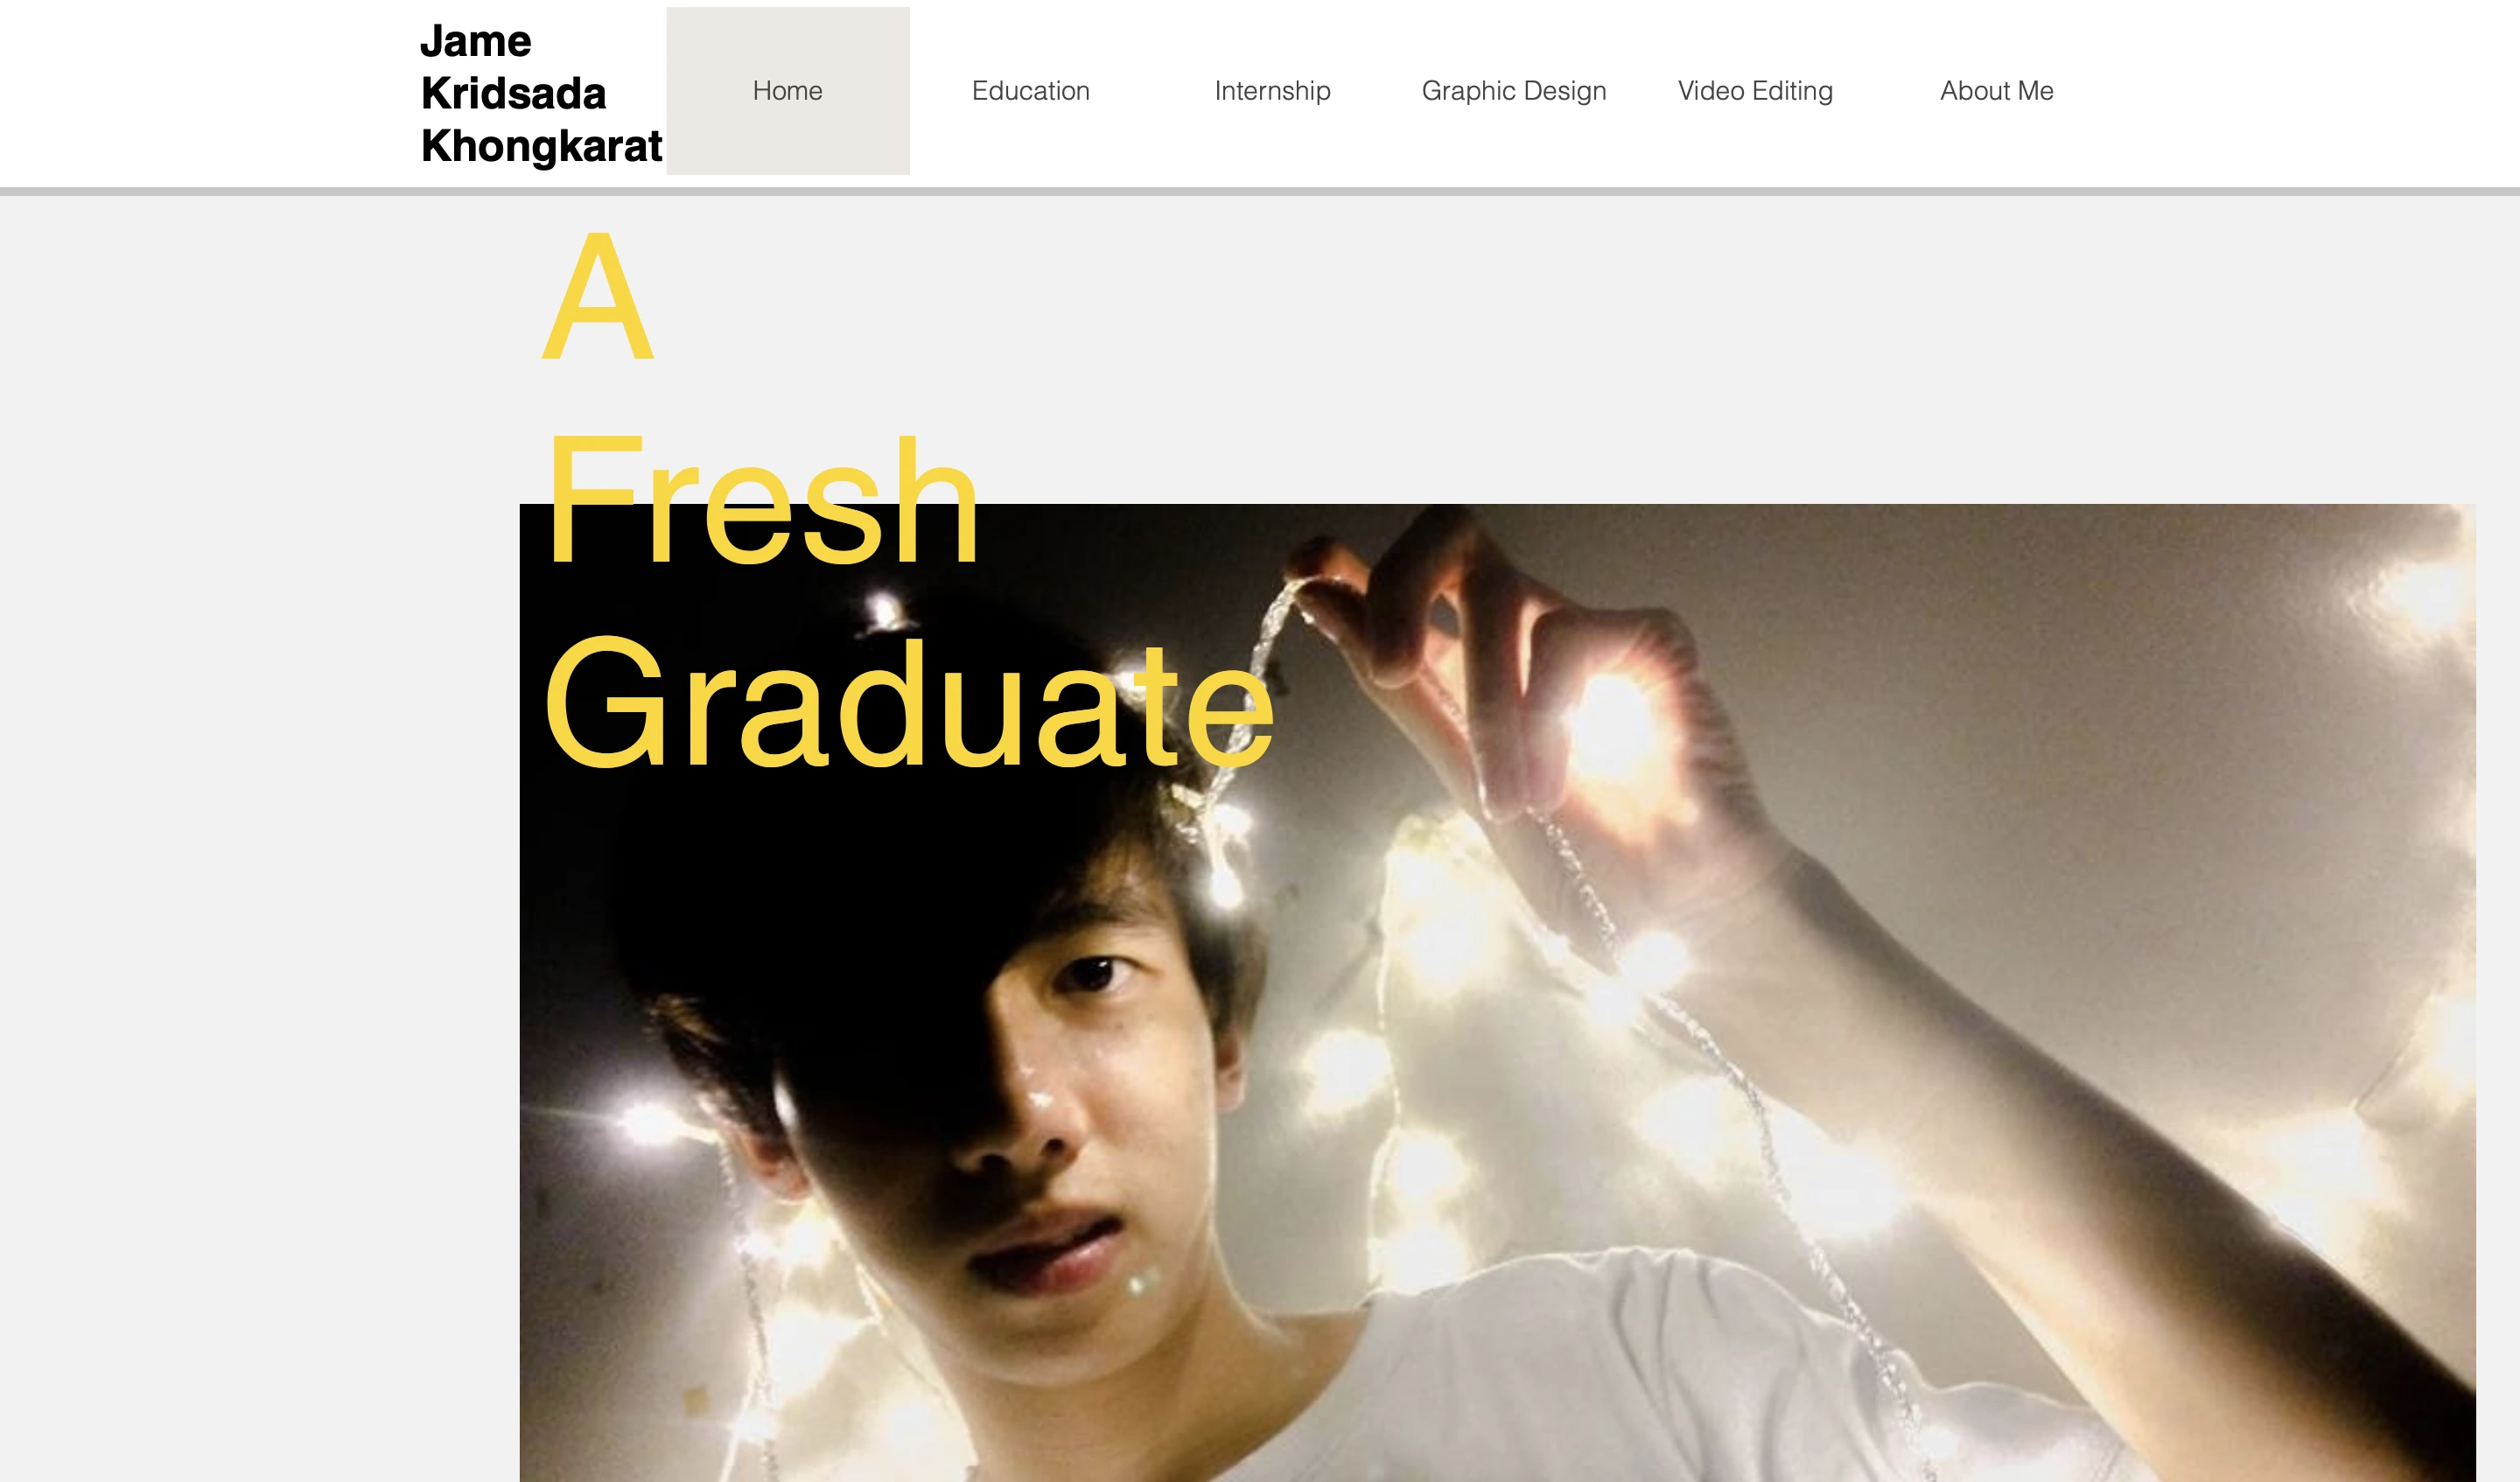 Jame
Kridsada
Khongkarat
Home Education Internship Graphic Design Video Editing About Me
A
Fresh
Graduate